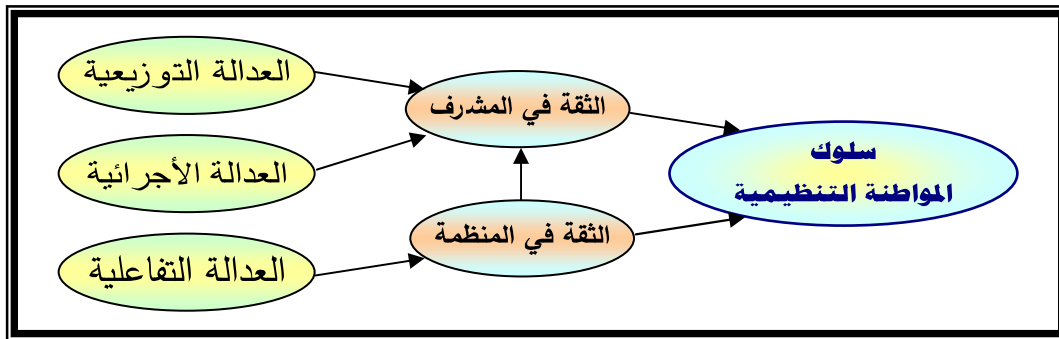 العدالة التوزيعية
الثقة في المشرف
سلوك
المواطنة التنظيمية
العدالة الأجرائية
الثقة في المنظمة
العدالة التفاعلية